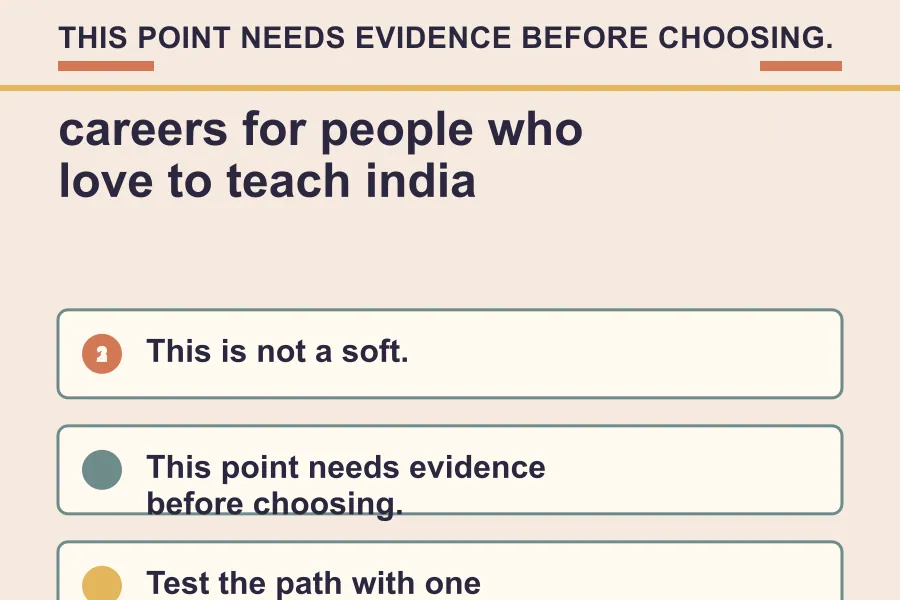 THIS POINT NEEDS EVIDENCE BEFORE CHOOSING.
careers for people who
love to teach india
This is not a soft.
This point needs evidence
before choosing.
Test the path with one